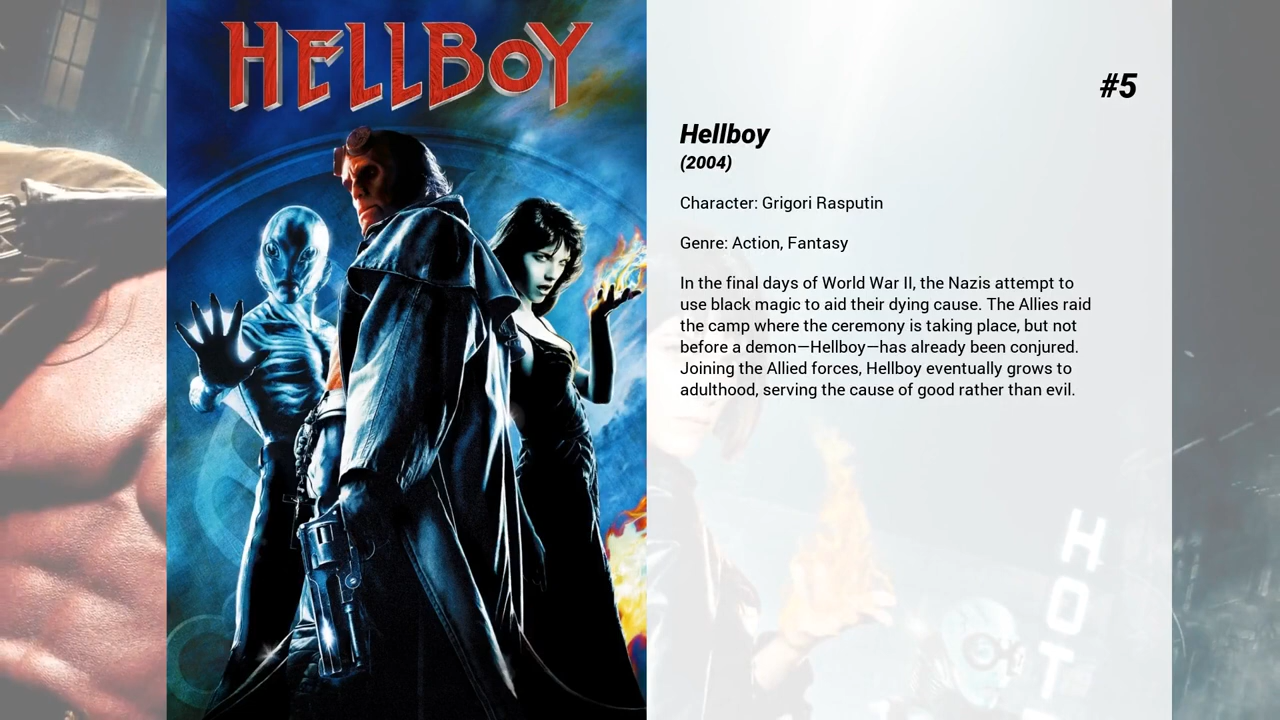 HELLBOY
#5
Hellboy
(2004)
Character: Grigori Rasputin
Genre: Action, Fantasy
In the final days of World War II, the Nazis attempt to
use black magic to aid their dying cause. The Allies raid
the camp where the ceremony is taking place, but not
before a demon—Hellboy—has already been conjured.
Joining the Allied forces, Hellboy eventually grows to
adulthood, serving the cause of good rather than evil.
HOT